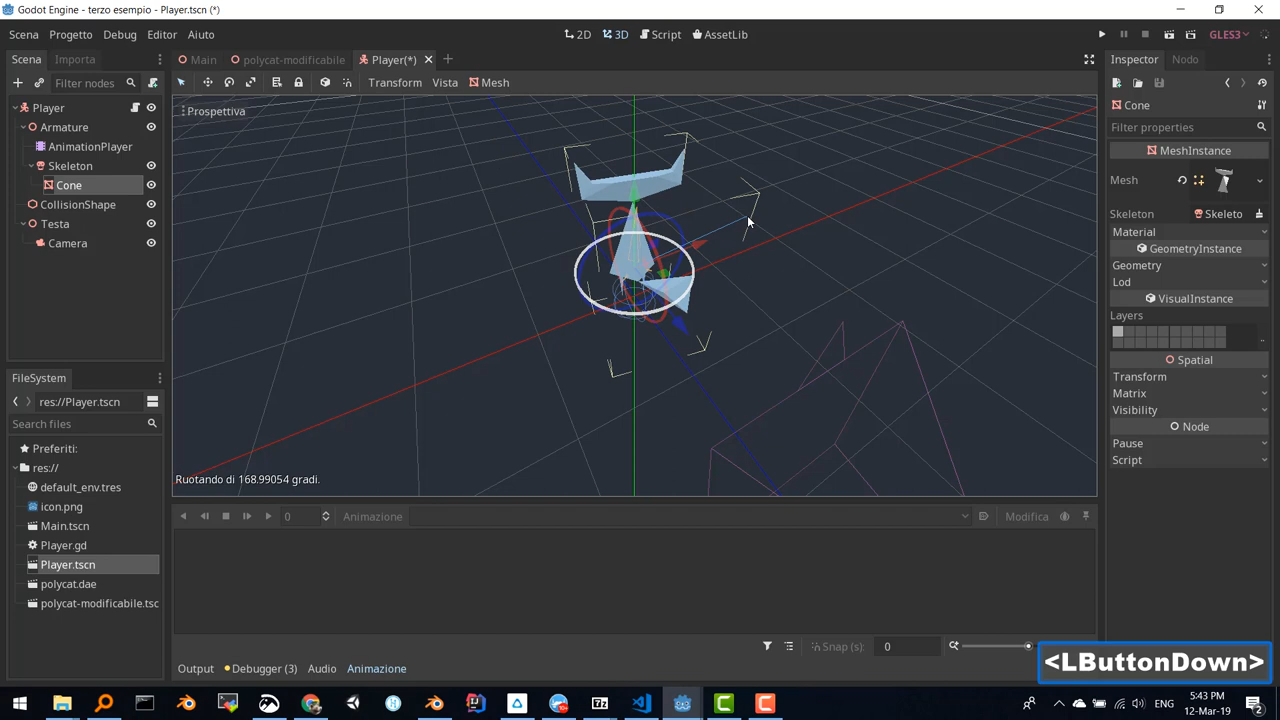 Godot Engine - terzo esempio - Player.tscn (*)
Scena Progetto Debug Editor Aiuto
2D 3D Script AssetLib
GLES3
Scena Importa
Main polycat-modificabile Player(*)
Inspector Nodo
Filter nodes
Transform Vista Mesh
Player
Armature
AnimationPlayer
Skeleton
Cone
CollisionShape
Testa
Camera
Prospettiva
Ruotando di 168.99054 gradi.
Cone
Filter properties
MeshInstance
Mesh
Skeleton Skeleto
Material
GeometryInstance
Geometry
Lod
VisualInstance
Layers
..
Spatial
Transform
Matrix
Visibility
Node
Pause
Script
FileSystem
res://Player.tscn
Search files
Preferiti:
res://
default_env.tres
icon.png
Main.tscn
Player.gd
Player.tscn
polycat.dae
polycat-modificabile.tsc
0 Animazione Modifica
Snap (s): 0
Output Debugger (3) Audio Animazione
<LButtonDown>
ENG
5:43 PM
12-Mar-19
2